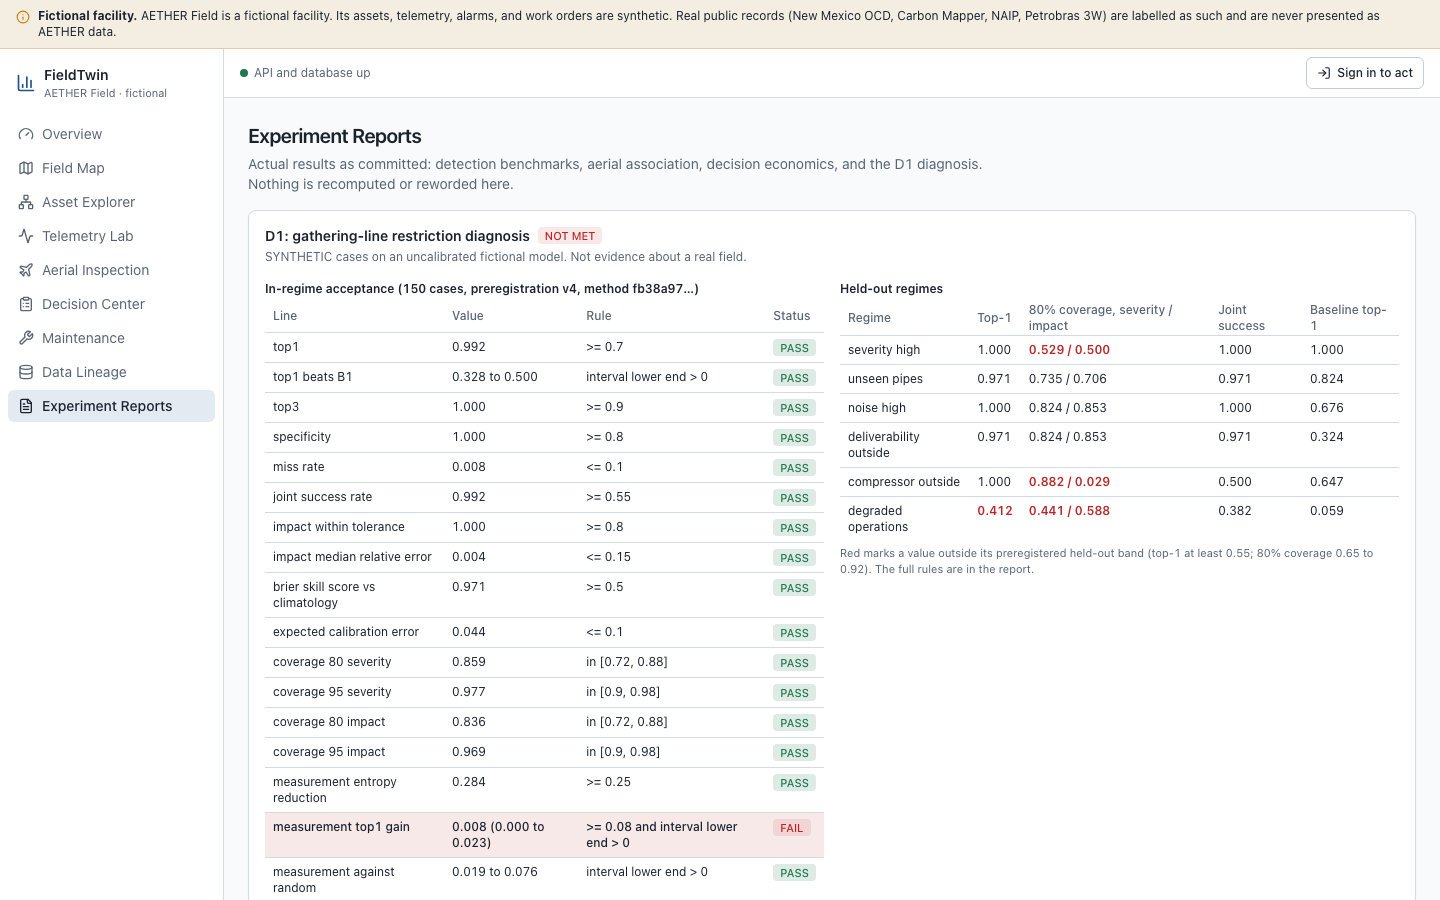 Fictional facility. AETHER Field is a fictional facility. Its assets, telemetry, alarms, and work orders are synthetic. Real public records (New Mexico OCD, Carbon Mapper, NAIP, Petrobras 3W) are labelled as such and are never presented as
AETHER data.
FieldTwin
AETHER Field · fictional
Overview
Field Map
Asset Explorer
Telemetry Lab
Aerial Inspection
Decision Center
Maintenance
Data Lineage
Experiment Reports
API and database up
Sign in to act
Experiment Reports
Actual results as committed: detection benchmarks, aerial association, decision economics, and the D1 diagnosis.
Nothing is recomputed or reworded here.
D1: gathering-line restriction diagnosis NOT MET
SYNTHETIC cases on an uncalibrated fictional model. Not evidence about a real field.
In-regime acceptance (150 cases, preregistration v4, method fb38a97...)
Line Value Rule Status
top1 0.992 >= 0.7 PASS
top1 beats B1 0.328 to 0.500 interval lower end > 0 PASS
top3 1.000 >= 0.9 PASS
specificity 1.000 >= 0.8 PASS
miss rate 0.008 <= 0.1 PASS
joint success rate 0.992 >= 0.55 PASS
impact within tolerance 1.000 >= 0.8 PASS
impact median relative error 0.004 <= 0.15 PASS
brier skill score vs 0.971 >= 0.5 PASS
climatology
expected calibration error 0.044 <= 0.1 PASS
coverage 80 severity 0.859 in [0.72, 0.88] PASS
coverage 95 severity 0.977 in [0.9, 0.98] PASS
coverage 80 impact 0.836 in [0.72, 0.88] PASS
coverage 95 impact 0.969 in [0.9, 0.98] PASS
measurement entropy 0.284 >= 0.25 PASS
reduction
measurement top1 gain 0.008 (0.000 to >= 0.08 and interval lower FAIL
0.023) end > 0
measurement against 0.019 to 0.076 interval lower end > 0 PASS
random
Held-out regimes
Regime Top-1 80% coverage, severity / Joint Baseline top-
impact success 1
severity high 1.000 0.529 / 0.500 1.000 1.000
unseen pipes 0.971 0.735 / 0.706 0.971 0.824
noise high 1.000 0.824 / 0.853 1.000 0.676
deliverability 0.971 0.824 / 0.853 0.971 0.324
outside
compressor outside 1.000 0.882 / 0.029 0.500 0.647
degraded 0.412 0.441 / 0.588 0.382 0.059
operations
Red marks a value outside its preregistered held-out band (top-1 at least 0.55; 80% coverage 0.65 to
0.92). The full rules are in the report.